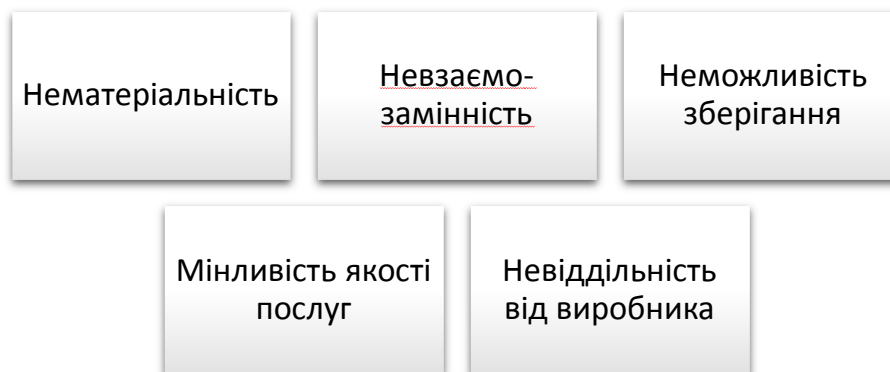 Нематеріальність
Невзаємо-
замінність
Неможливість
зберігання
Мінливість якості
послуг
Невіддільність
від виробника